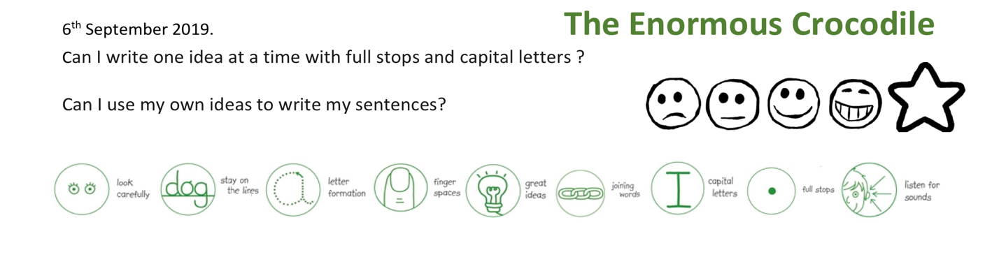 The Enormous Crocodile
6th September 2019.
Can I write one idea at a time with full stops and capital letters ?
Can I use my own ideas to write my sentences?
look
carefully
dog
stay on
the lines
a
letter
formation
finger
spaces
great
ideas
joining
words
I
capital
letters
full stops
listen for
sounds